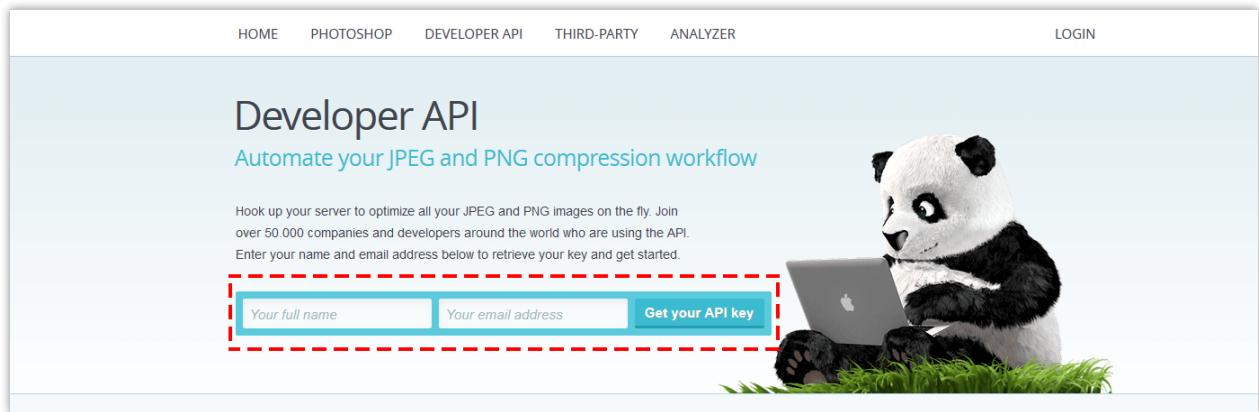 HOME PHOTOSHOP DEVELOPER API THIRD-PARTY ANALYZER LOGIN
Developer API
Automate your JPEG and PNG compression workflow
Hook up your server to optimize all your JPEG and PNG images on the fly. Join
over 50.000 companies and developers around the world who are using the API.
Enter your name and email address below to retrieve your key and get started.
Your full name Your email address Get your API key